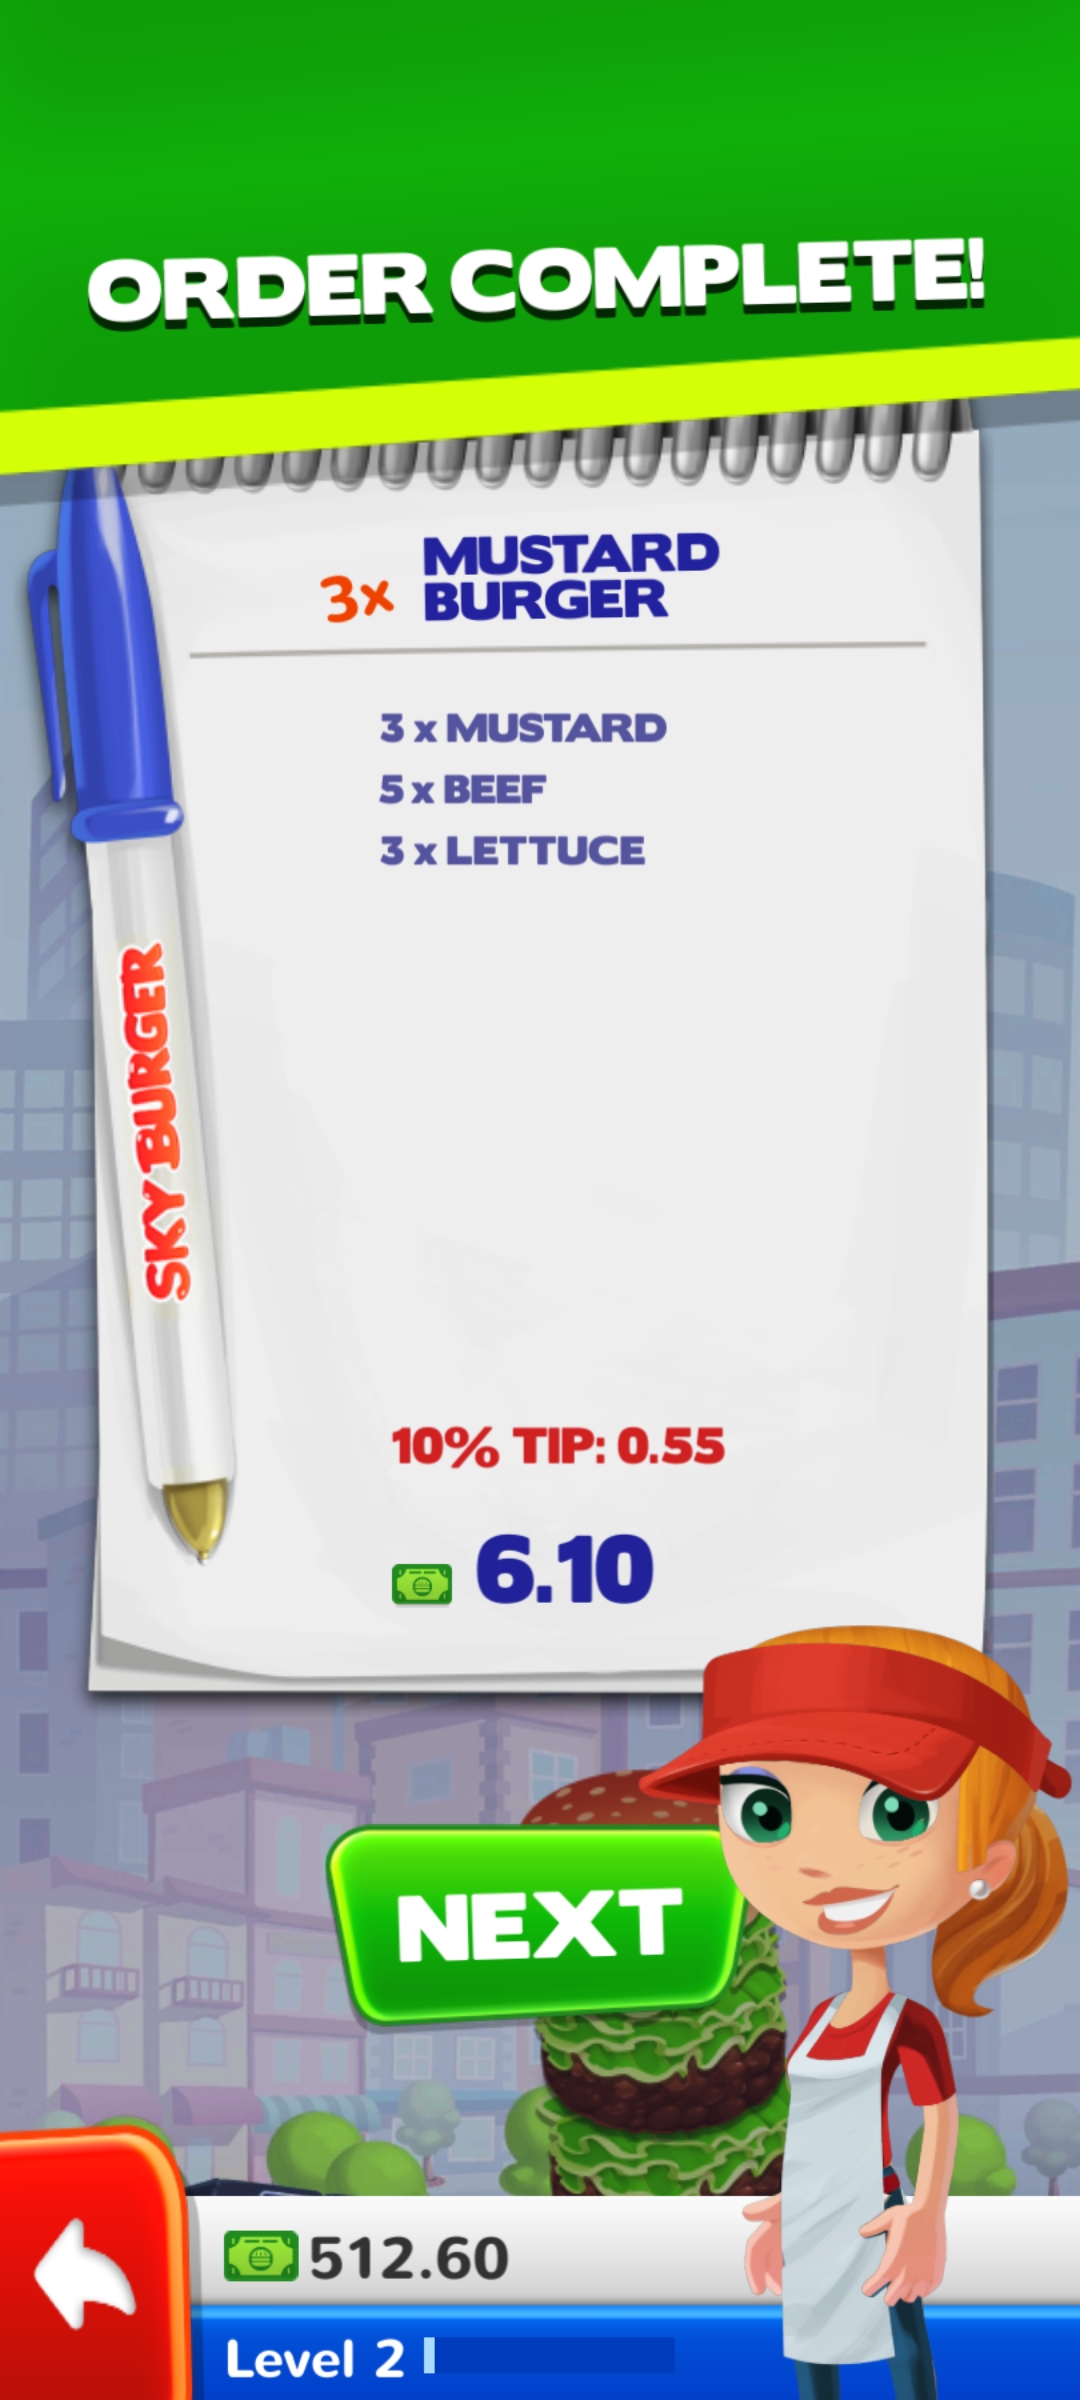 ORDER COMPLETE!
3x MUSTARD
BURGER
3 x MUSTARD
5 x BEEF
3 x LETTUCE
SKY BURGER
10% TIP: 0.55
6.10
NEXT
512.60
Level 2